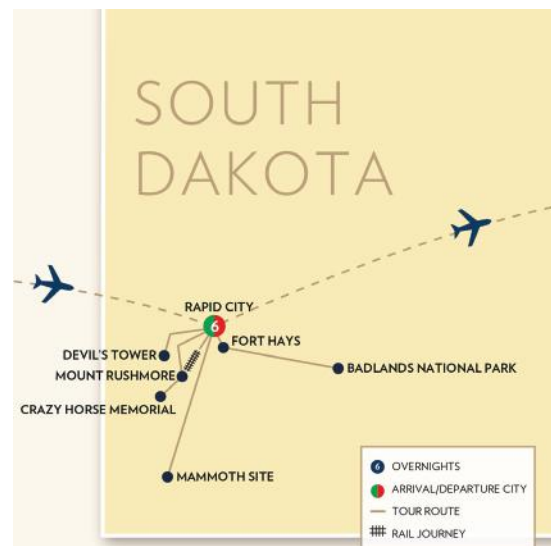 SOUTH
DAKOTA
RAPID CITY
6
FORT HAYS
DEVIL'S TOWER
MOUNT RUSHMORE
BADLANDS NATIONAL PARK
CRAZY HORSE MEMORIAL
MAMMOTH SITE
6 OVERNIGHTS
ARRIVAL/DEPARTURE CITY
TOUR ROUTE
RAIL JOURNEY